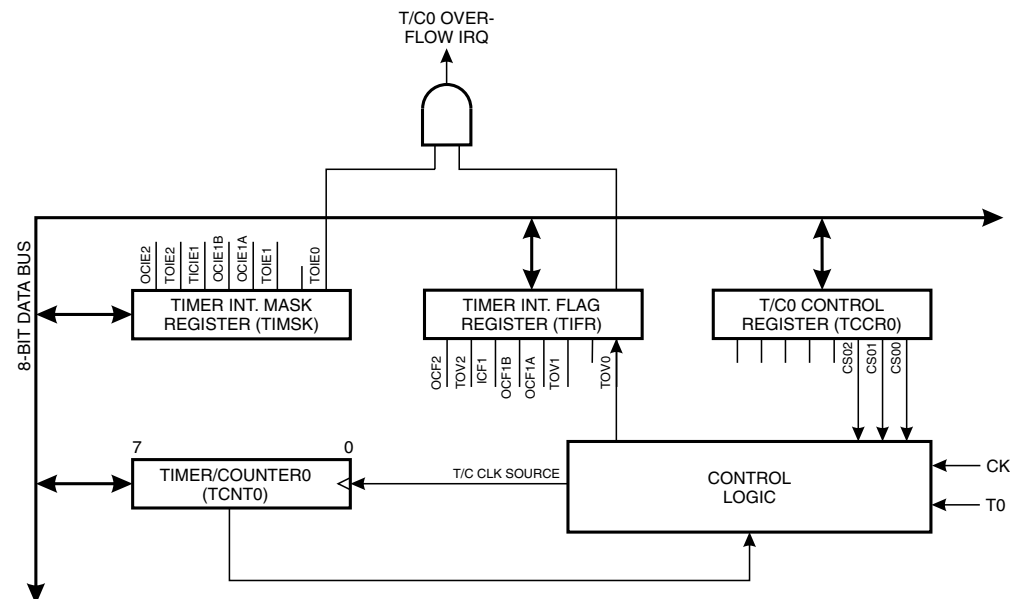 T/C0 OVER-
FLOW IRQ
8-BIT DATA BUS
OCIE2
TOIE2
TICIE1
OCIE1B
OCIE1A
TOIE1
TOIE0
TIMER INT. MASK
REGISTER (TIMSK)
TIMER INT. FLAG
REGISTER (TIFR)
T/C0 CONTROL
REGISTER (TCCR0)
OCF2
TOV2
ICF1
OCF1B
OCF1A
TOV1
TOV0
CS02
CS01
CS00
7
0
TIMER/COUNTER0
(TCNT0)
T/C CLK SOURCE
CONTROL
LOGIC
CK
T0